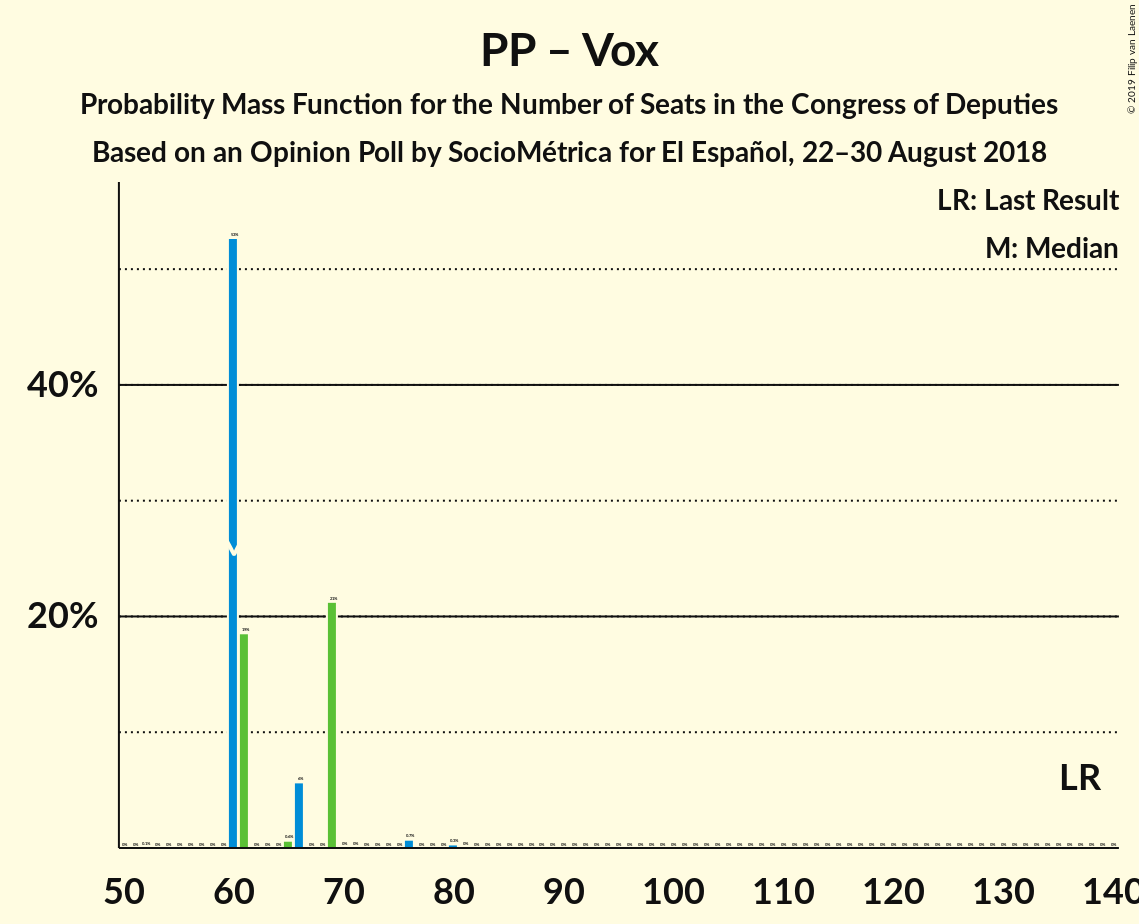 PP – Vox
Probability Mass Function for the Number of Seats in the Congress of Deputies
Based on an Opinion Poll by SocioMétrica for El Español, 22–30 August 2018
© 2019 Filip van Laenen
LR: Last Result
M: Median
40%
20%
M
LR
50 60 70 80 90 100 110 120 130 140